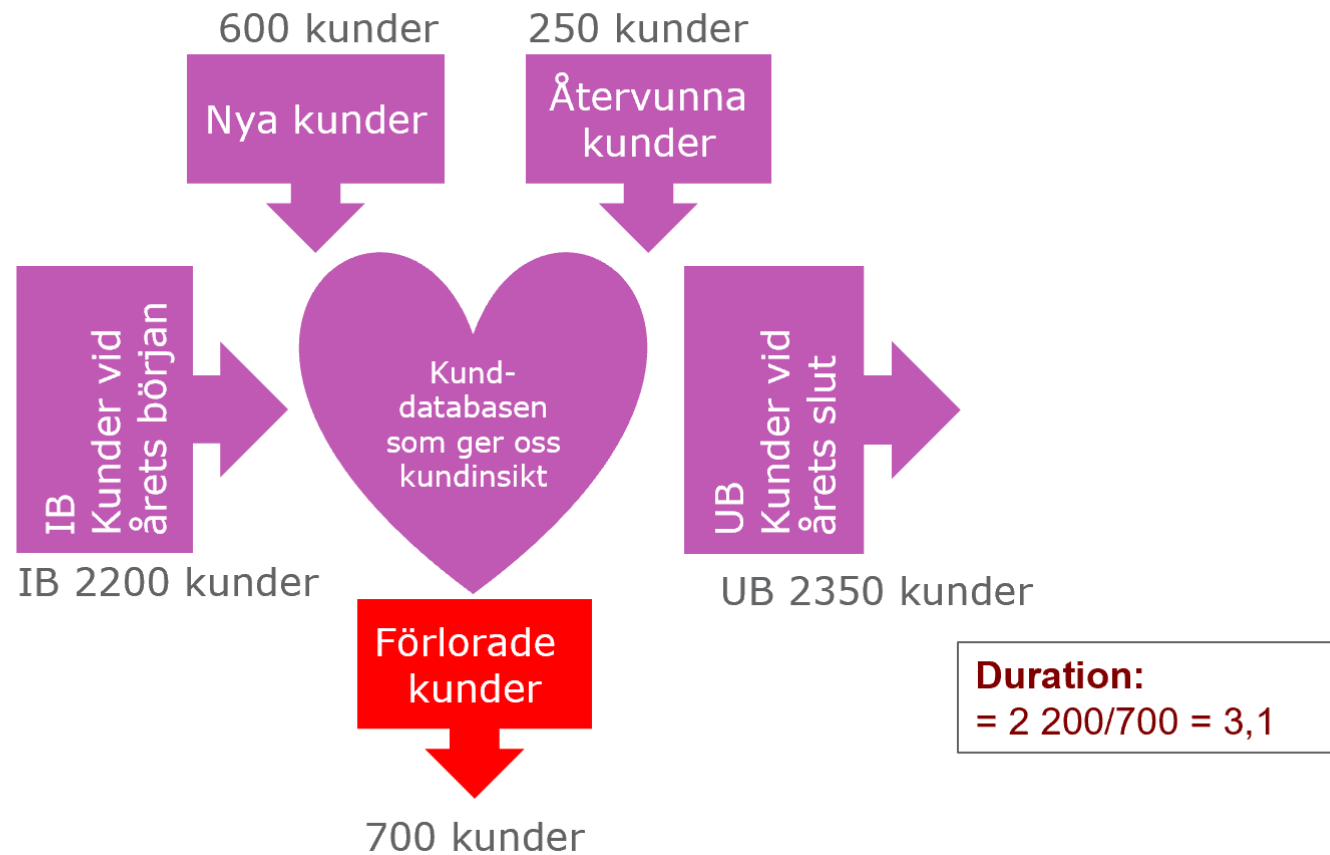 600 kunder
250 kunder
Nya kunder
Återvunna
kunder
IB
Kunder vid
årets början
Kund-
databasen
som ger oss
kundinsikt
UB
Kunder vid
årets slut
IB 2200 kunder
UB 2350 kunder
Förlorade
kunder
700 kunder
Duration:
= 2 200/700 = 3,1